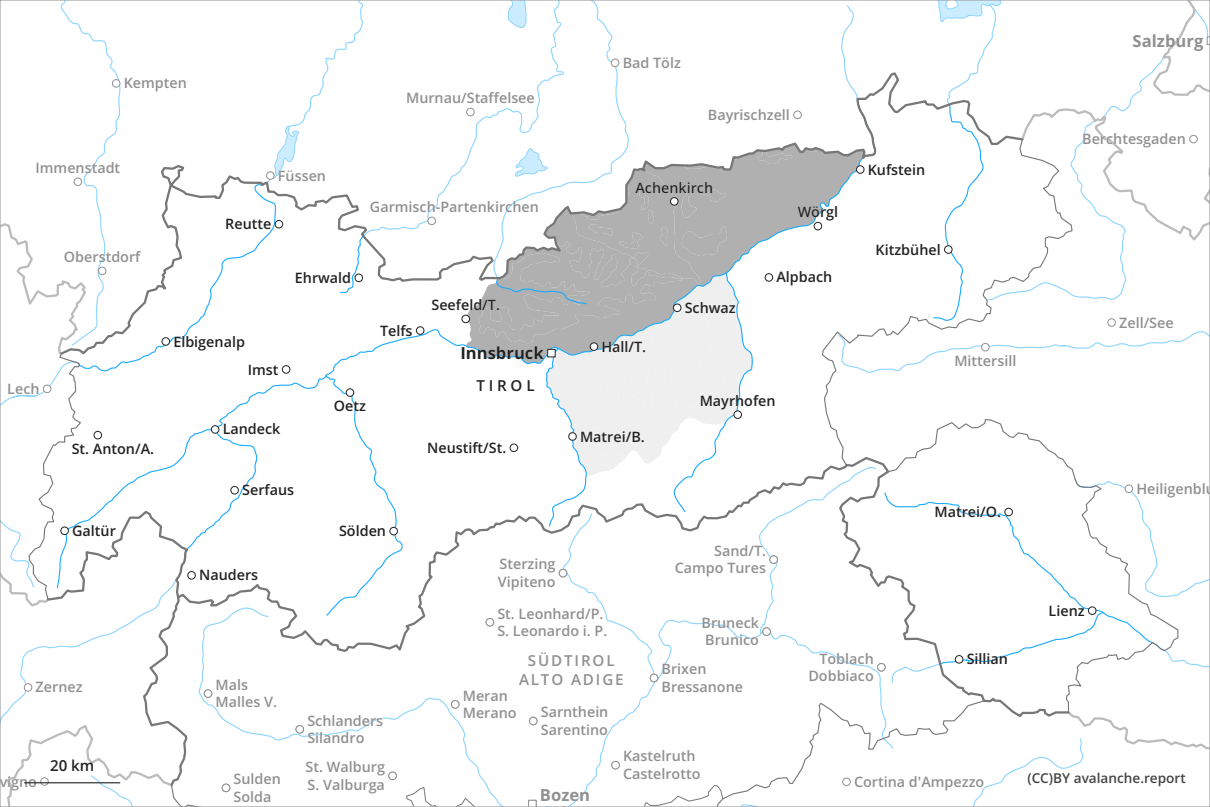 Salzburg
Bad Tölz
Kempten
Murnau/Staffelsee
Bayrischzell
Berchtesgaden
Immenstadt
Füssen
Kufstein
Achenkirch
Garmisch-Partenkirchen
Wörgl
Reutte
Kitzbühel
Oberstdorf
Ehrwald
Alpbach
Seefeld/T.
Schwaz
Zell/See
Telfs
Elbigenalp
Hall/T.
Innsbruck
Mittersill
Imst
TIROL
Lech
Mayrhofen
Oetz
Landeck
Matrei/B.
St. Anton/A.
Neustift/St.
Serfaus
Heiligenblu
Matrei/O.
Galtür
Sölden
Sand/T.
Campo Tures
Sterzing
Vipiteno
Nauders
Lienz
St. Leonhard/P.
S. Leonardo i. P.
Bruneck
Brunico
SÜDTIROL
ALTO ADIGE
Sillian
Toblach
Dobbiaco
Brixen
Bressanone
Zernez
Mals
Malles V.
Meran
Merano
Sarnthein
Sarentino
Schlanders
Silandro
Kastelruth
Castelrotto
20 km
St. Walburg
S. Valburga
vigno
Sulden
Solda
Cortina d'Ampezzo
(CC)BY avalanche.report
Bozen